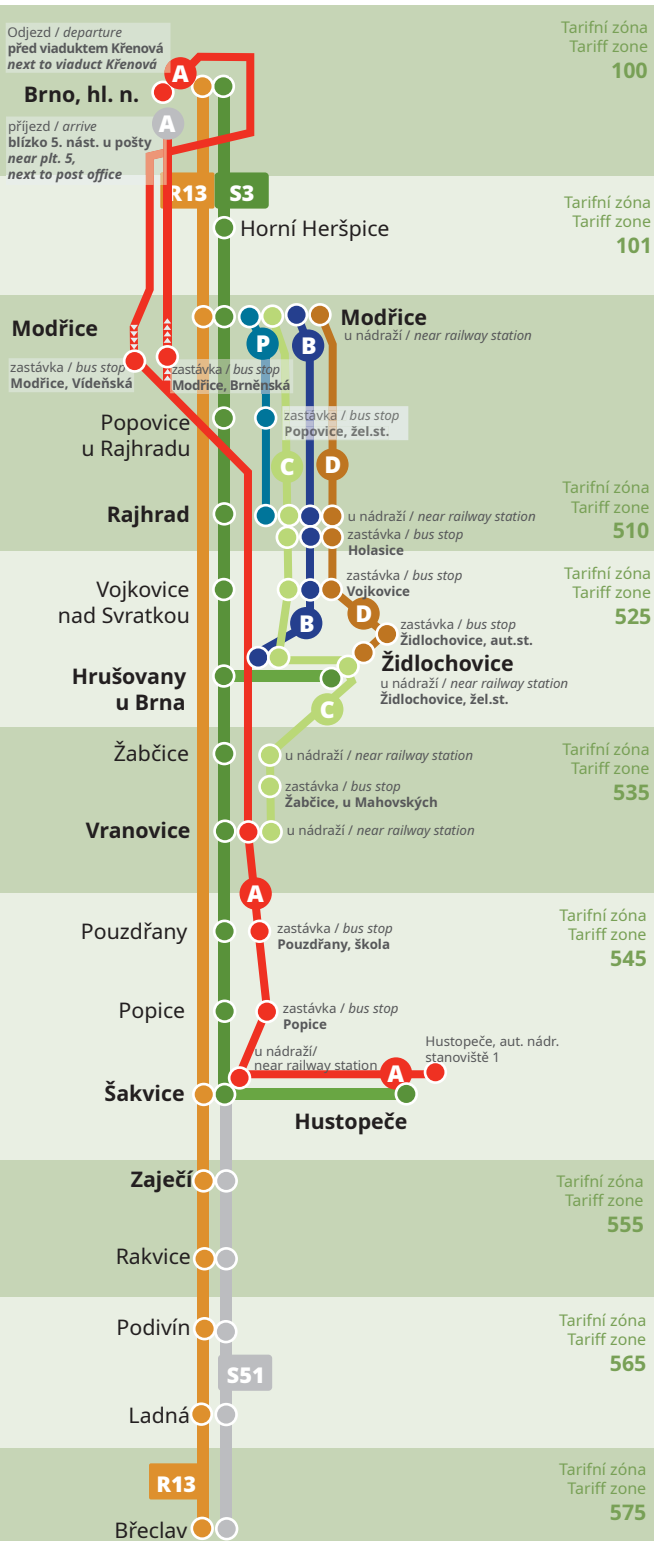 Odjezd / departure
před viaduktem Křenová
next to viaduct Křenová
Tarifní zóna
Tariff zone
100
A
Brno, hl. n.
A
příjezd / arrive
blízko 5. nást. u pošty
near plt. 5,
next to post office
R13
S3
Tarifní zóna
Tariff zone
101
Horní Heršpice
Modřice
Modřice
u nádraží / near railway station
P
B
zastávka / bus stop
Modřice, Vídeňská
zastávka / bus stop
Modřice, Brněnská
Popovice
u Rajhradu
zastávka / bus stop
Popovice, žel.st.
C
D
Tarifní zóna
Tariff zone
510
Rajhrad
u nádraží / near railway station
zastávka / bus stop
Holasice
Tarifní zóna
Tariff zone
525
Vojkovice
nad Svratkou
zastávka / bus stop
Vojkovice
D
B
zastávka / bus stop
Židlochovice, aut.st.
Židlochovice
u nádraží / near railway station
Židlochovice, žel.st.
Hrušovany
u Brna
C
Žabčice
u nádraží / near railway station
Tarifní zóna
Tariff zone
535
zastávka / bus stop
Žabčice, u Mahovských
Vranovice
u nádraží / near railway station
A
Tarifní zóna
Tariff zone
545
Pouzdřany
zastávka / bus stop
Pouzdřany, škola
Popice
zastávka / bus stop
Popice
u nádraží/
near railway station
A
Hustopeče, aut. nádr.
stanoviště 1
Šakvice
Hustopeče
Zaječí
Tarifní zóna
Tariff zone
555
Rakvice
Podivín
Tarifní zóna
Tariff zone
565
S51
Ladná
R13
Tarifní zóna
Tariff zone
575
Břeclav